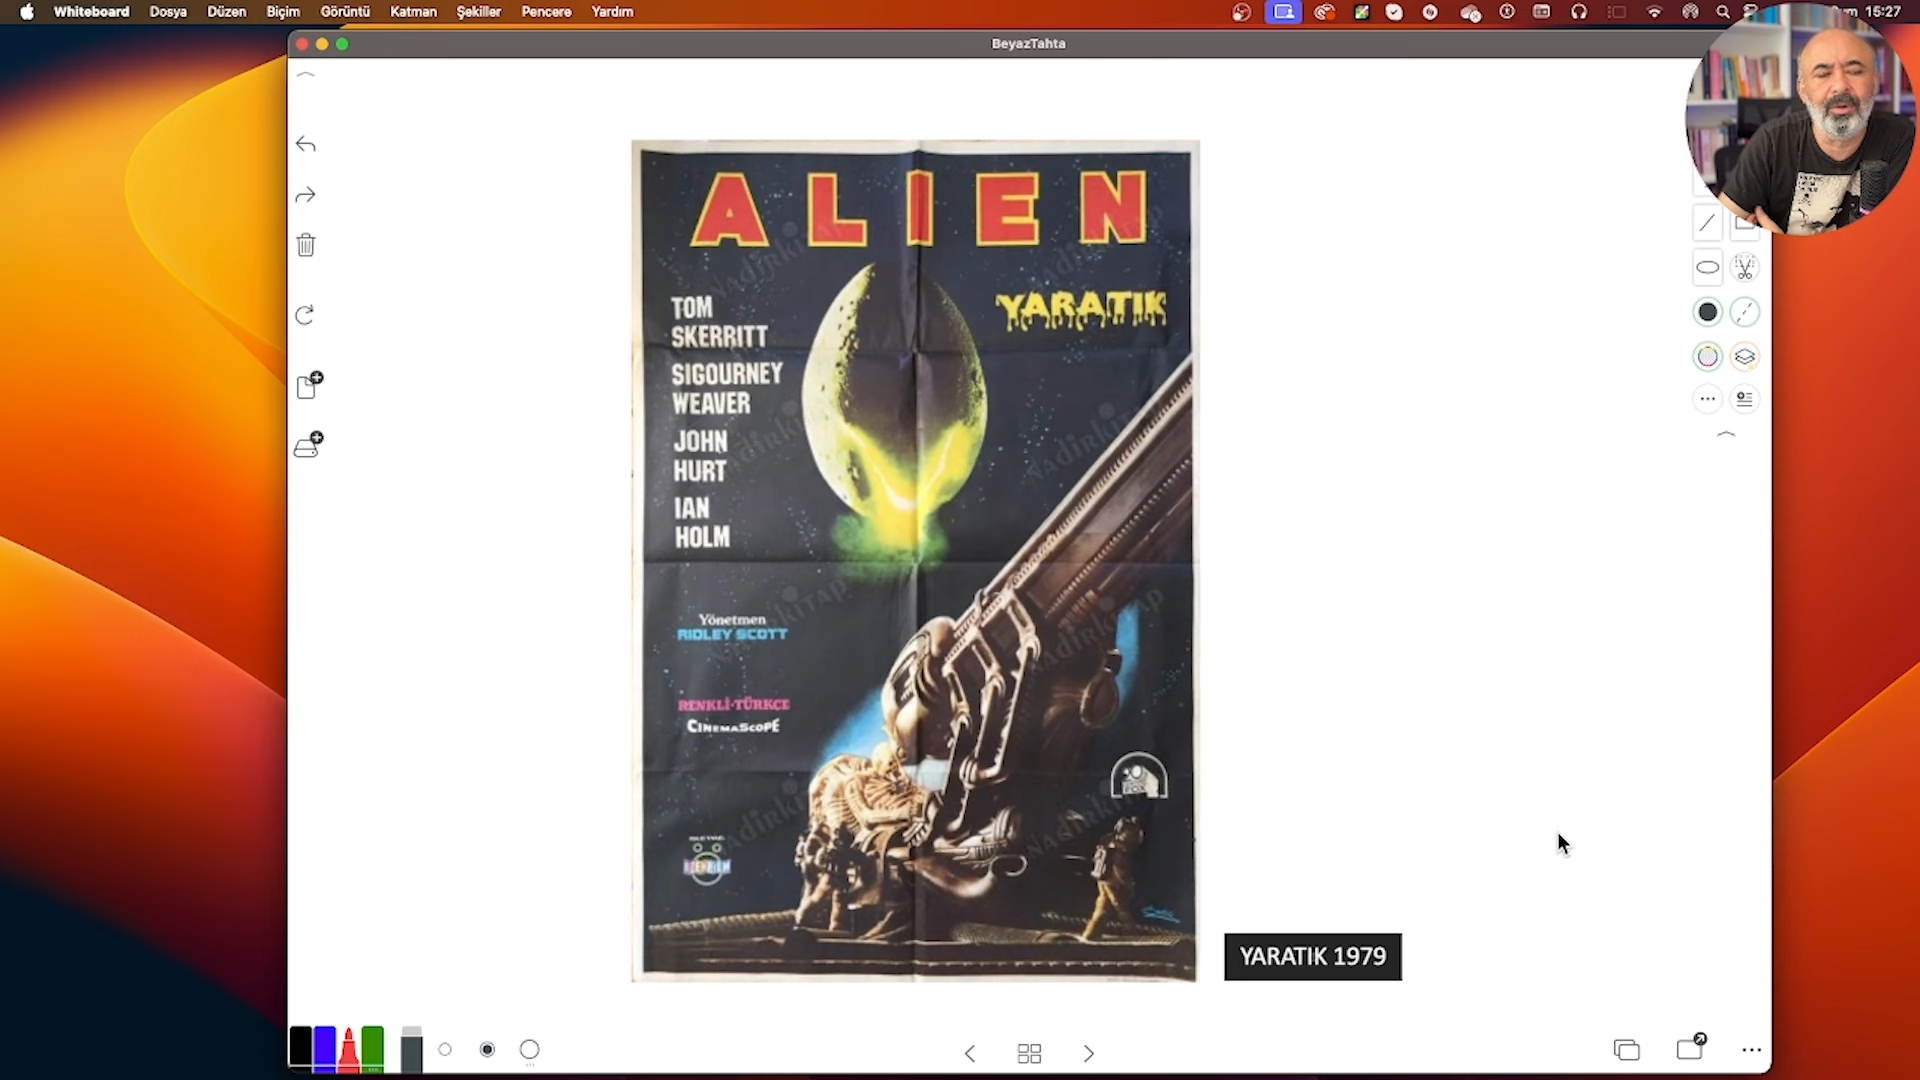 Whiteboard Dosya Düzen Biçim Görüntü Katman Şekiller Pencere Yardım
15:27
BeyazTahta
ALIEN
YARATIK
TOM
SKERRITT
SIGOURNEY
WEAVER
JOHN
HURT
IAN
HOLM
Yönetmen
RIDLEY SCOTT
RENKLİ-TÜRKÇE
CINEMASCOPE
YARATIK 1979